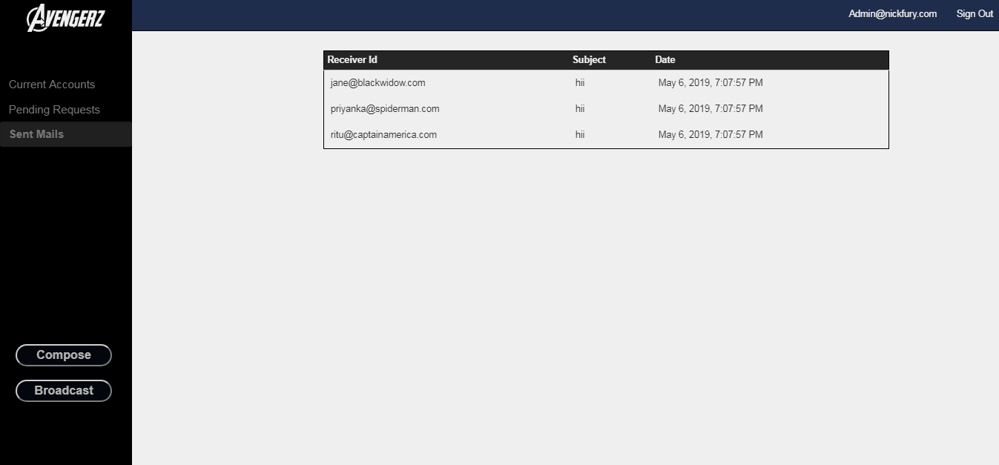 AVENGERZ
Admin@nickfury.com Sign Out
Current Accounts
Pending Requests
Sent Mails
Compose
Broadcast
Receiver Id Subject Date
jane@blackwidow.com hii May 6, 2019, 7:07:57 PM
priyanka@spiderman.com hii May 6, 2019, 7:07:57 PM
ritu@captainamerica.com hii May 6, 2019, 7:07:57 PM